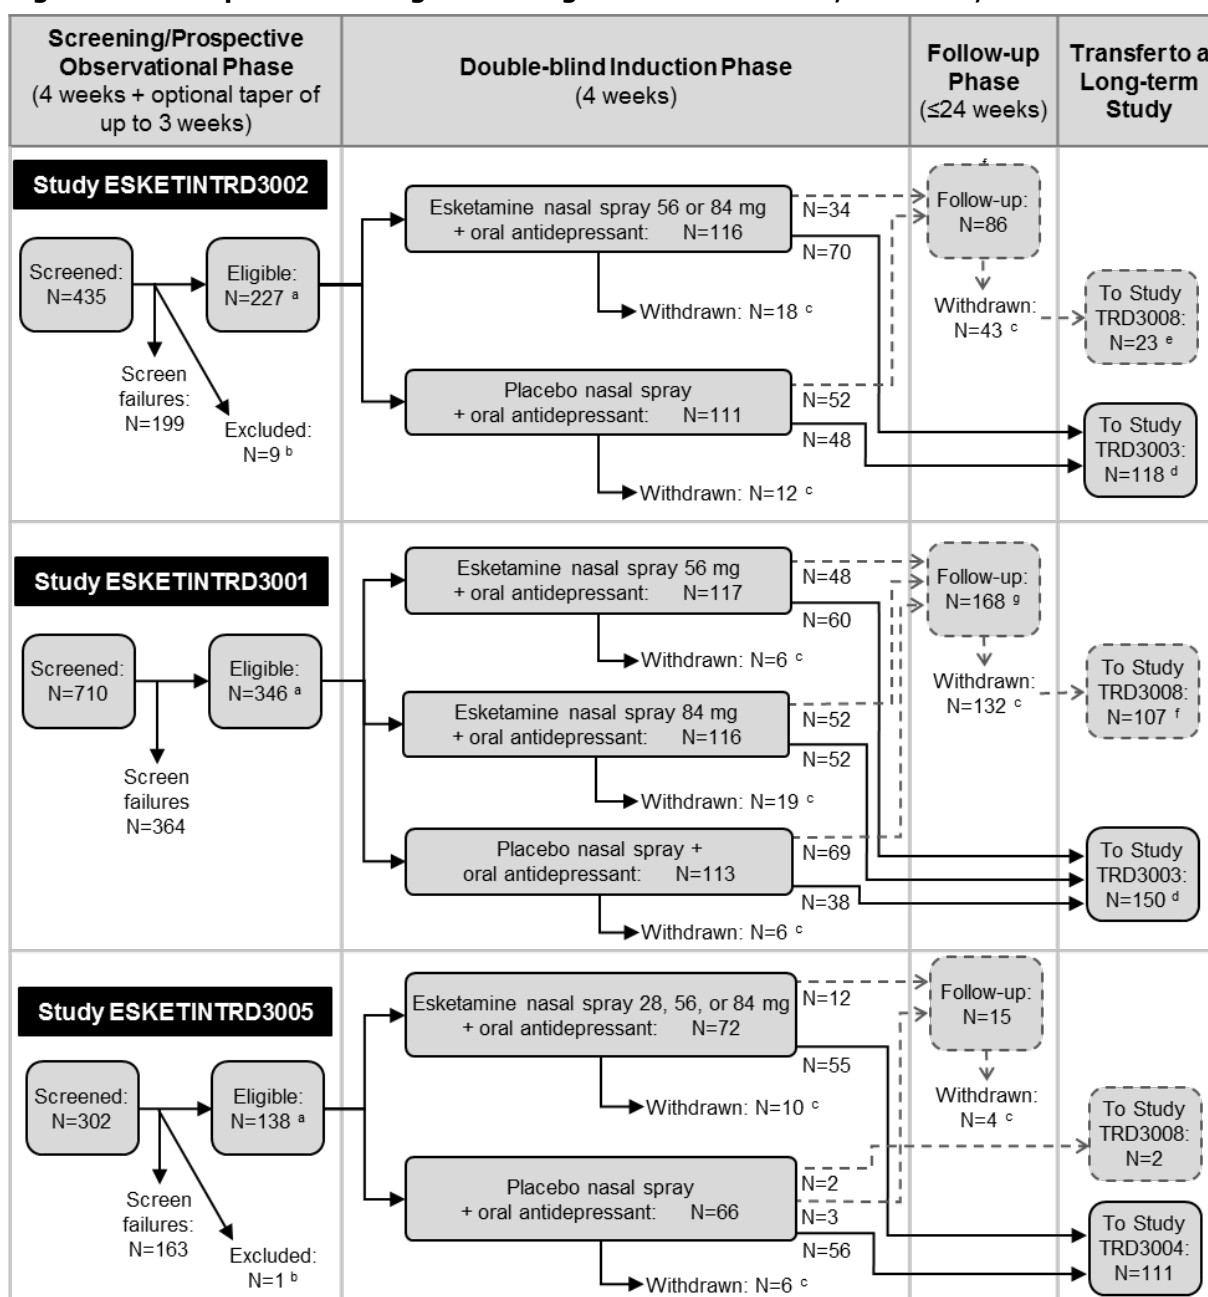 Screening/Prospective
Observational Phase
(4 weeks + optional taper of
up to 3 weeks)
Double-blind Induction Phase
(4 weeks)
Follow-up
Phase
(≤24 weeks)
Transfer to a
Long-term
Study
Study ESKETINTRD3002
Screened:
N=435
Eligible:
N=227 a
Screen
failures:
N=199
Excluded:
N=9 b
Esketamine nasal spray 56 or 84 mg
+ oral antidepressant: N=116
N=34
N=70
Withdrawn: N=18 c
Placebo nasal spray
+ oral antidepressant: N=111
N=52
N=48
Withdrawn: N=12 c
Follow-up:
N=86
Withdrawn:
N=43 c
To Study
TRD3008:
N=23 e
To Study
TRD3003:
N=118 d
Study ESKETINTRD3001
Screened:
N=710
Eligible:
N=346 a
Screen
failures
N=364
Esketamine nasal spray 56 mg
+ oral antidepressant: N=117
N=48
N=60
Withdrawn: N=6 c
Esketamine nasal spray 84 mg
+ oral antidepressant: N=116
N=52
N=52
Withdrawn: N=19 c
Placebo nasal spray +
oral antidepressant: N=113
N=69
N=38
Withdrawn: N=6 c
Follow-up:
N=168 g
Withdrawn:
N=132 c
To Study
TRD3008:
N=107 f
To Study
TRD3003:
N=150 d
Study ESKETINTRD3005
Screened:
N=302
Eligible:
N=138 a
Screen
failures:
N=163
Excluded:
N=1 b
Esketamine nasal spray 28, 56, or 84 mg
+ oral antidepressant: N=72
N=12
N=55
Withdrawn: N=10 c
Placebo nasal spray
+ oral antidepressant: N=66
N=2
N=3
N=56
Withdrawn: N=6 c
Follow-up:
N=15
Withdrawn:
N=4 c
To Study
TRD3008:
N=2
To Study
TRD3004:
N=111